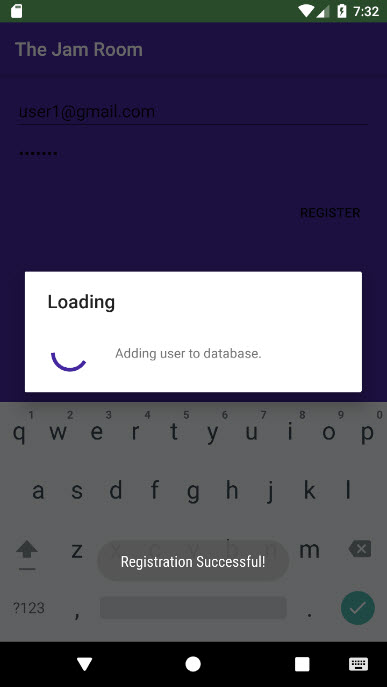 7:32
The Jam Room
user1@gmail.com
•••••••
REGISTER
Loading
Adding user to database.
1 2 3 4 5 6 7 8 9 0
q w e r t y u i o p
a s d f g h j k l
z x c v b n m
Registration Successful!
?123 , .